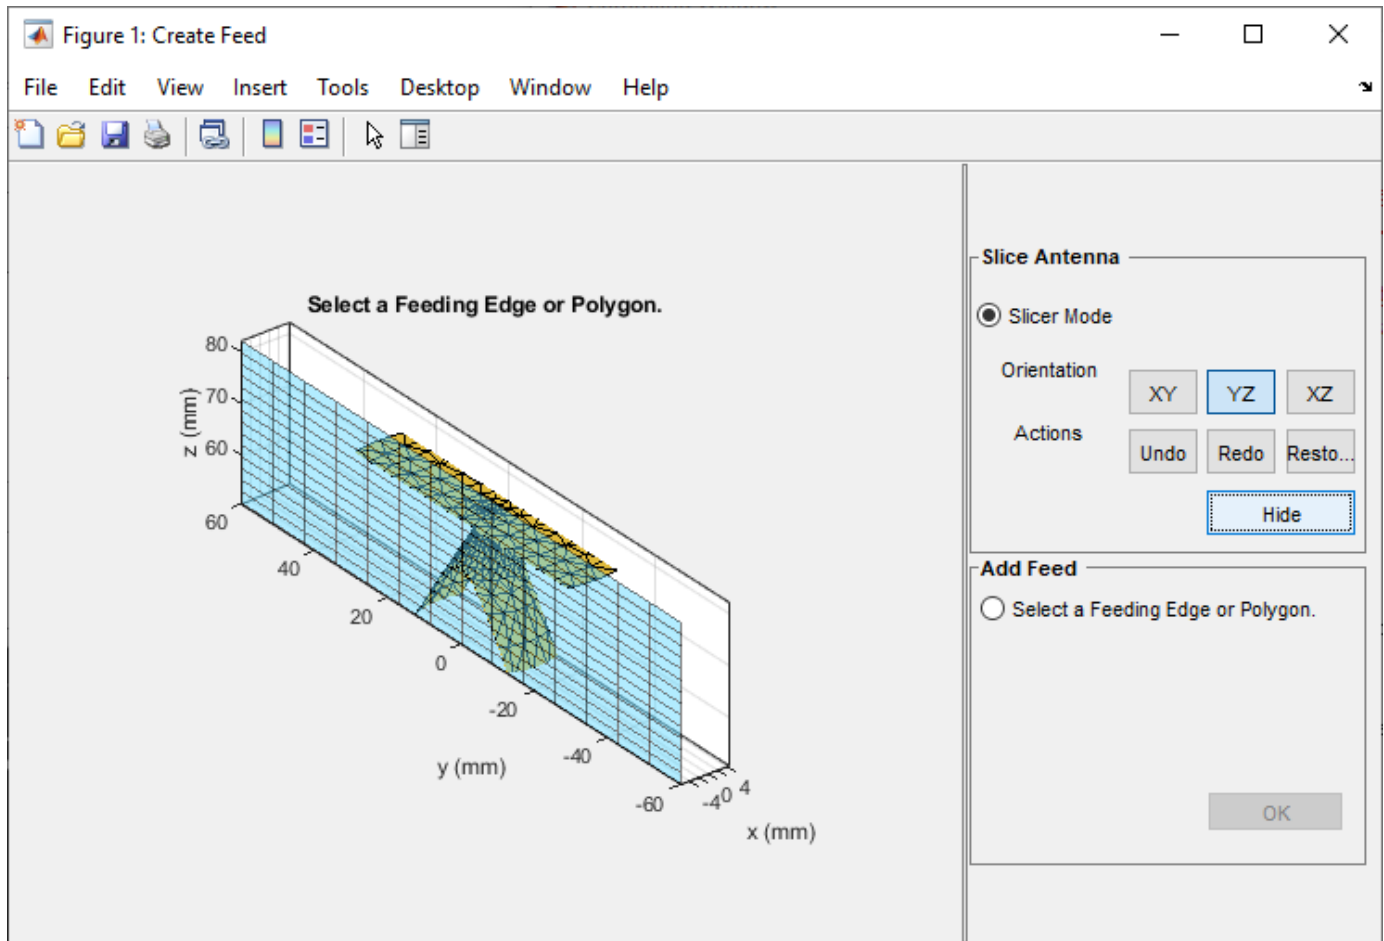 Figure 1: Create Feed
File Edit View Insert Tools Desktop Window Help
Slice Antenna
Select a Feeding Edge or Polygon.
Slicer Mode
80
70
60
z (mm)
60
40
20
0
-20
-40
-60
y (mm)
-4 0 4
x (mm)
Orientation
XY YZ XZ
Actions
Undo Redo Resto...
Hide
Add Feed
Select a Feeding Edge or Polygon.
OK